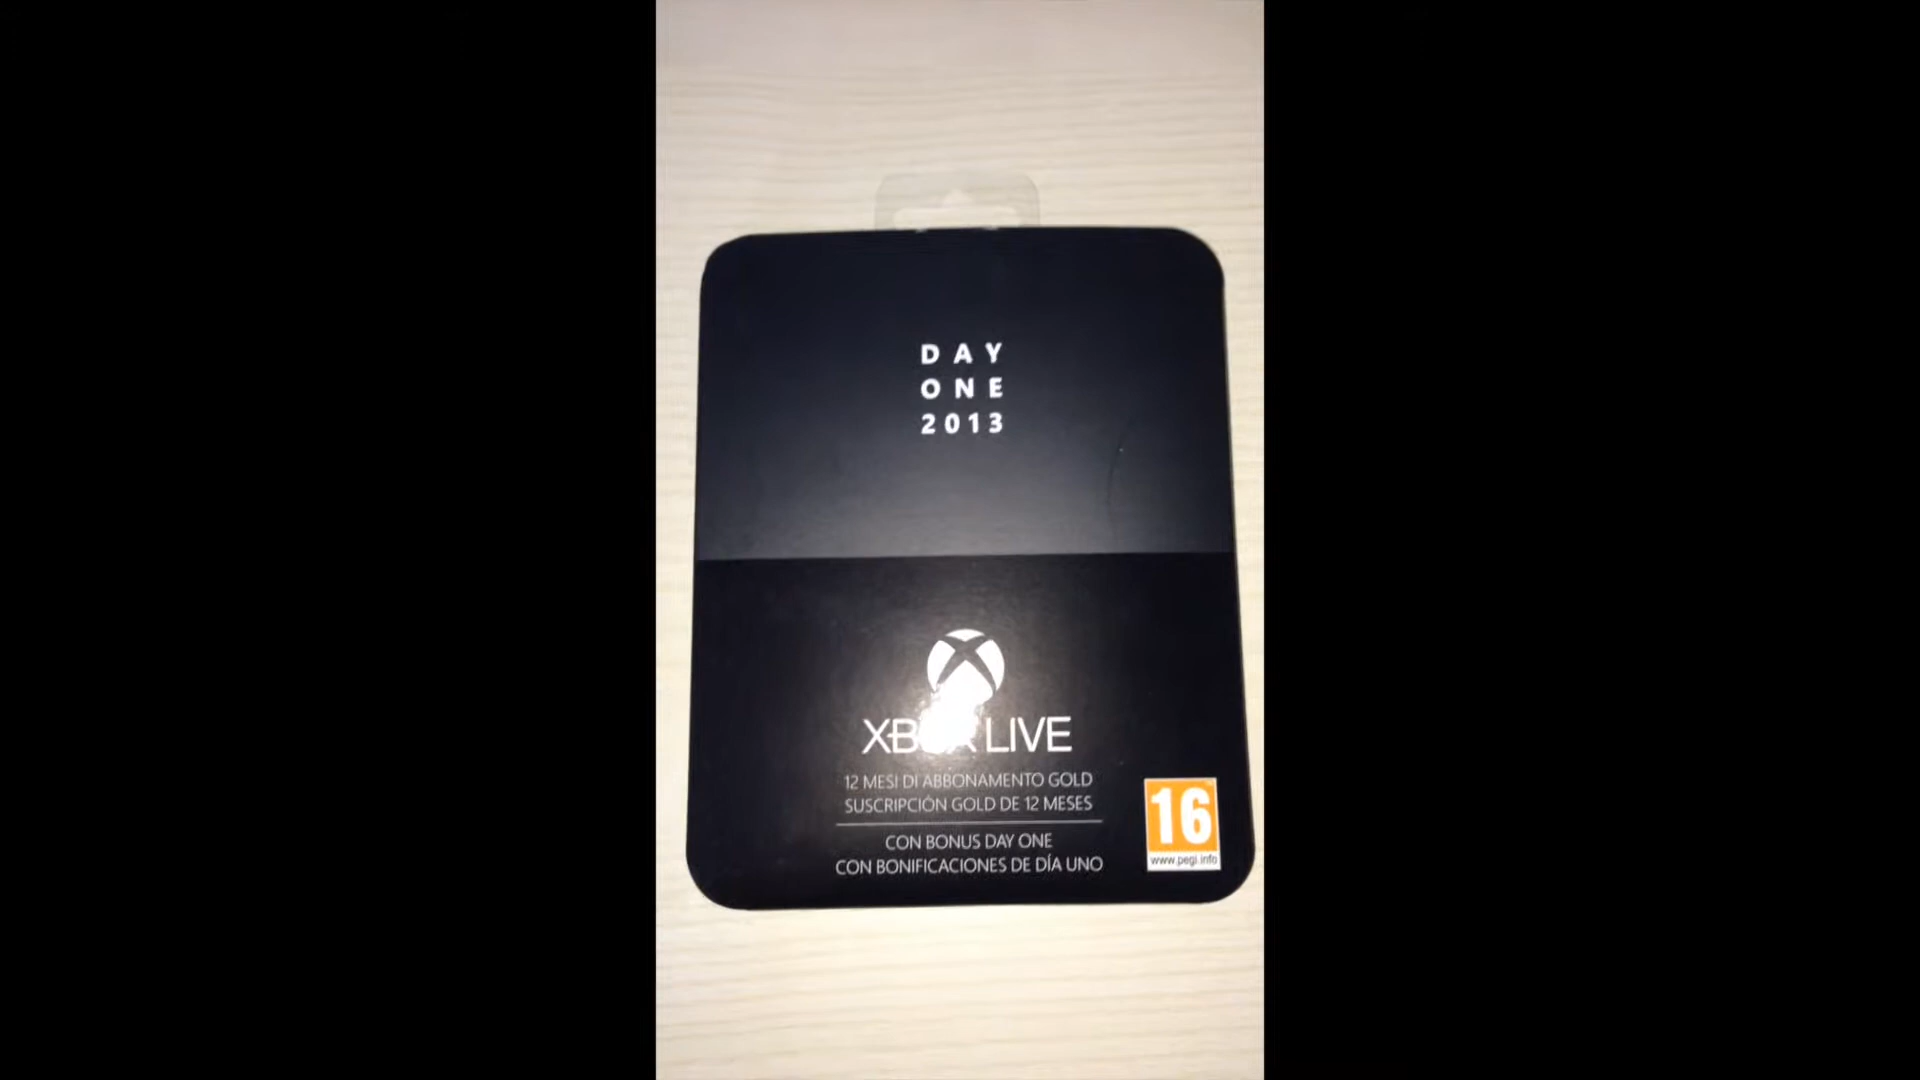 DAY
ONE
2013
XBOX LIVE
12 MESI DI ABBONAMENTO GOLD
SUSCRIPCIÓN GOLD DE 12 MESES
CON BONUS DAY ONE
CON BONIFICACIONES DE DÍA UNO
16
www.pegi.info